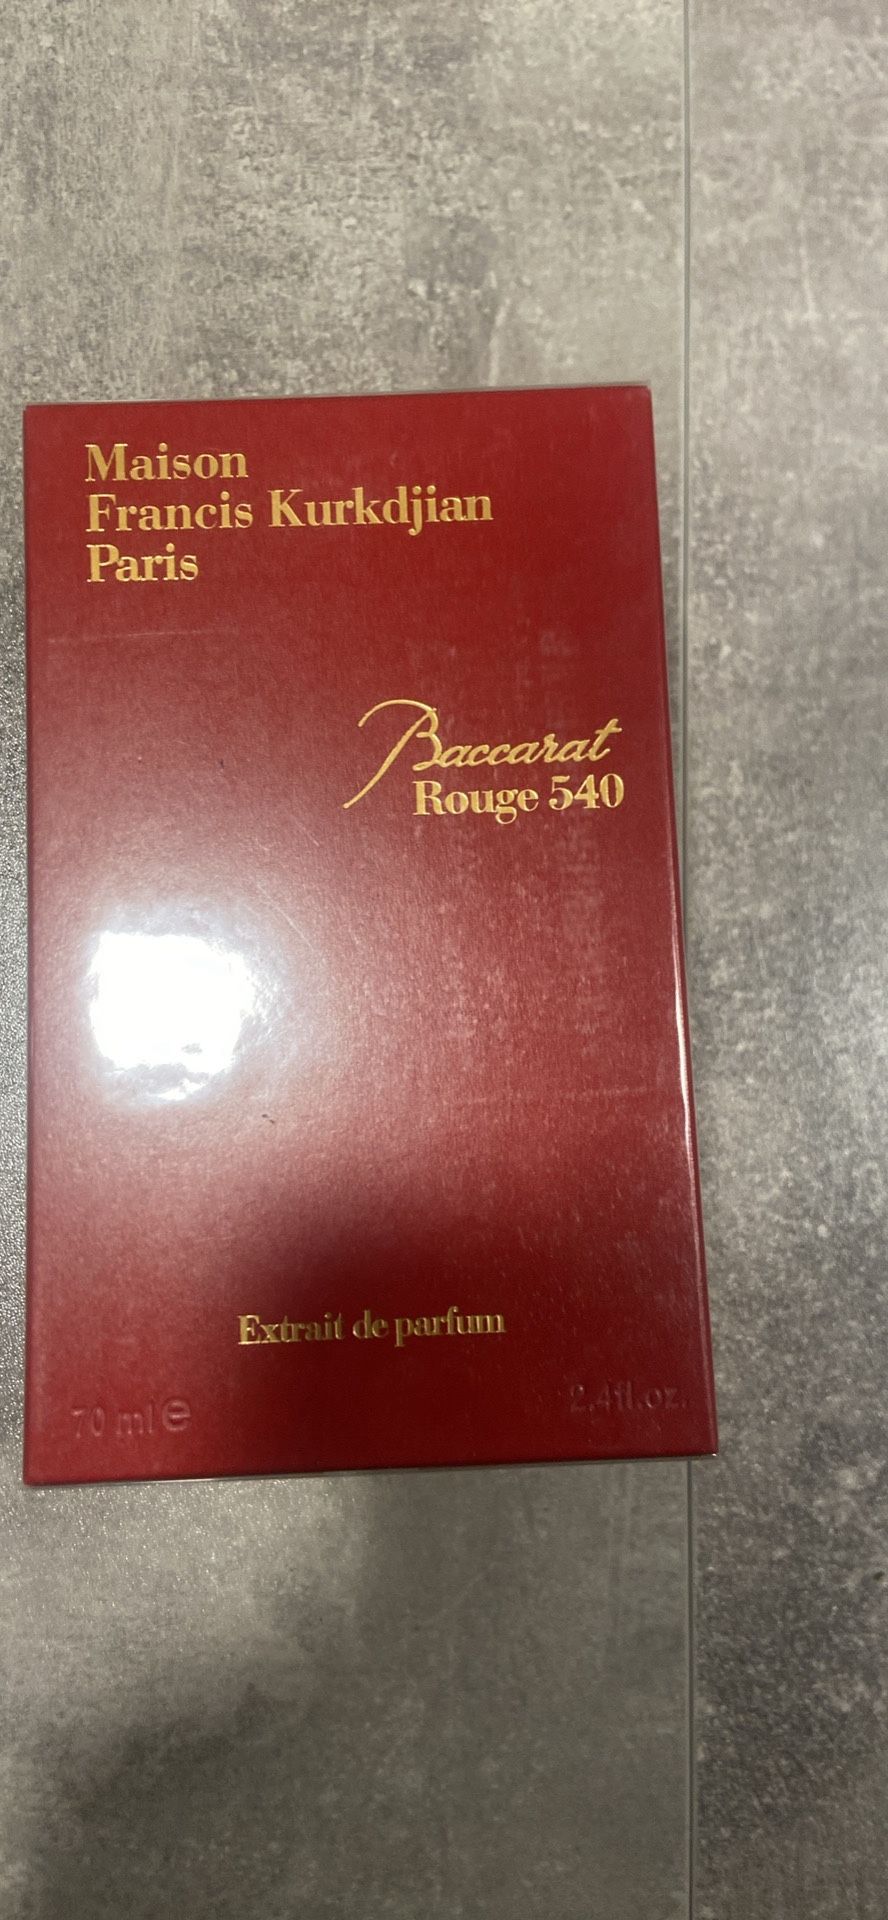 Maison
Francis Kurkdjian
Paris
Baccarat
Rouge 540
Extrait de parfum
70 ml e 2.4fl.oz.